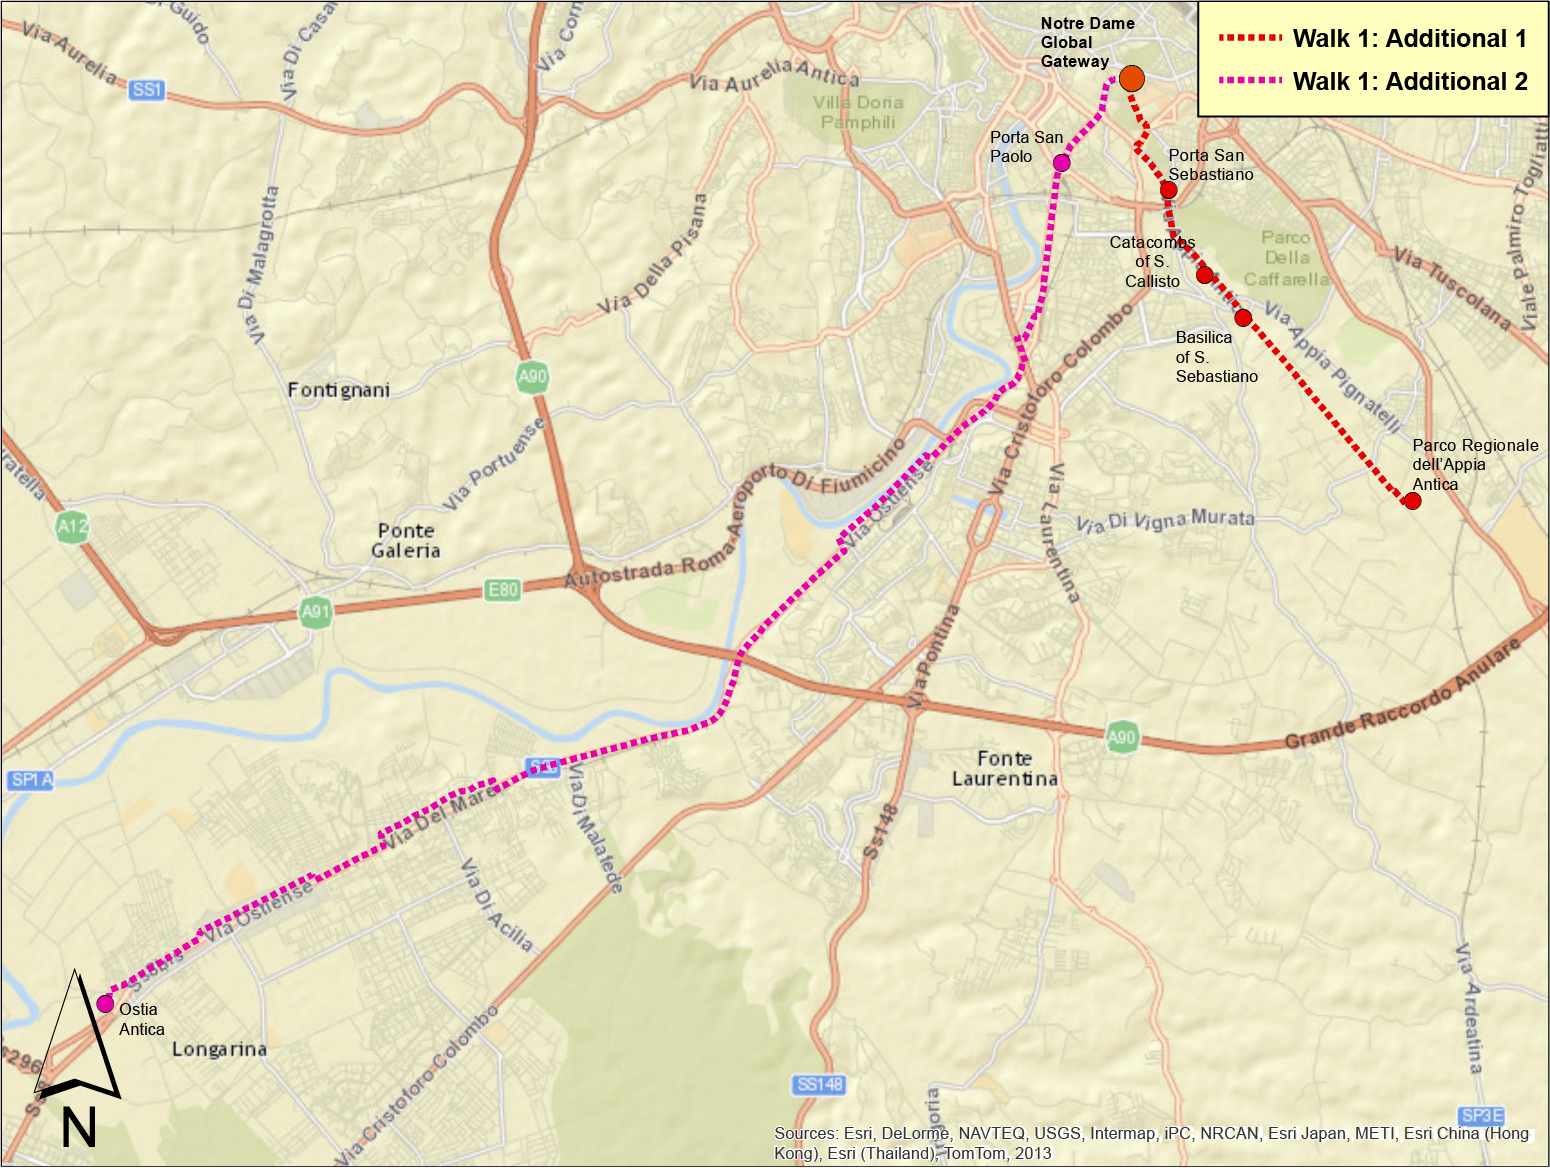 Walk 1: Additional 1
Walk 1: Additional 2
Notre Dame
Global
Gateway
Via Aurelia
SS1
Via Aurelia Antica
Villa Doria
Pamphili
Porta San
Paolo
Porta San
Sebastiano
Catacombs
of S.
Callisto
Basilica
of S.
Sebastiano
Parco
Della
Caffarella
Via Tuscolana
Via Appia Pignatelli
Parco Regionale
dell'Appia
Antica
Via Di Malagrotta
Via Della Pisana
Fontignani
A90
Via Portuense
Ponte
Galeria
A12
A91
E80
Autostrada Roma-Aeroporto Di Fiumicino
Via Ostiense
Via Cristoforo Colombo
Via Laurentina
Via Di Vigna Murata
Via Pontina
Grande Raccordo Anulare
A90
Fonte
Laurentina
SP1A
Via Del Mare
Via Di Malafede
Via Di Acilia
Ss148
Via Ostiense
Ss8bis
Ostia
Antica
Longarina
Via Cristoforo Colombo
SS148
Via Ardeatina
SP3E
N
Sources: Esri, DeLorme, NAVTEQ, USGS, Intermap, iPC, NRCAN, Esri Japan, METI, Esri China (Hong
Kong), Esri (Thailand), TomTom, 2013